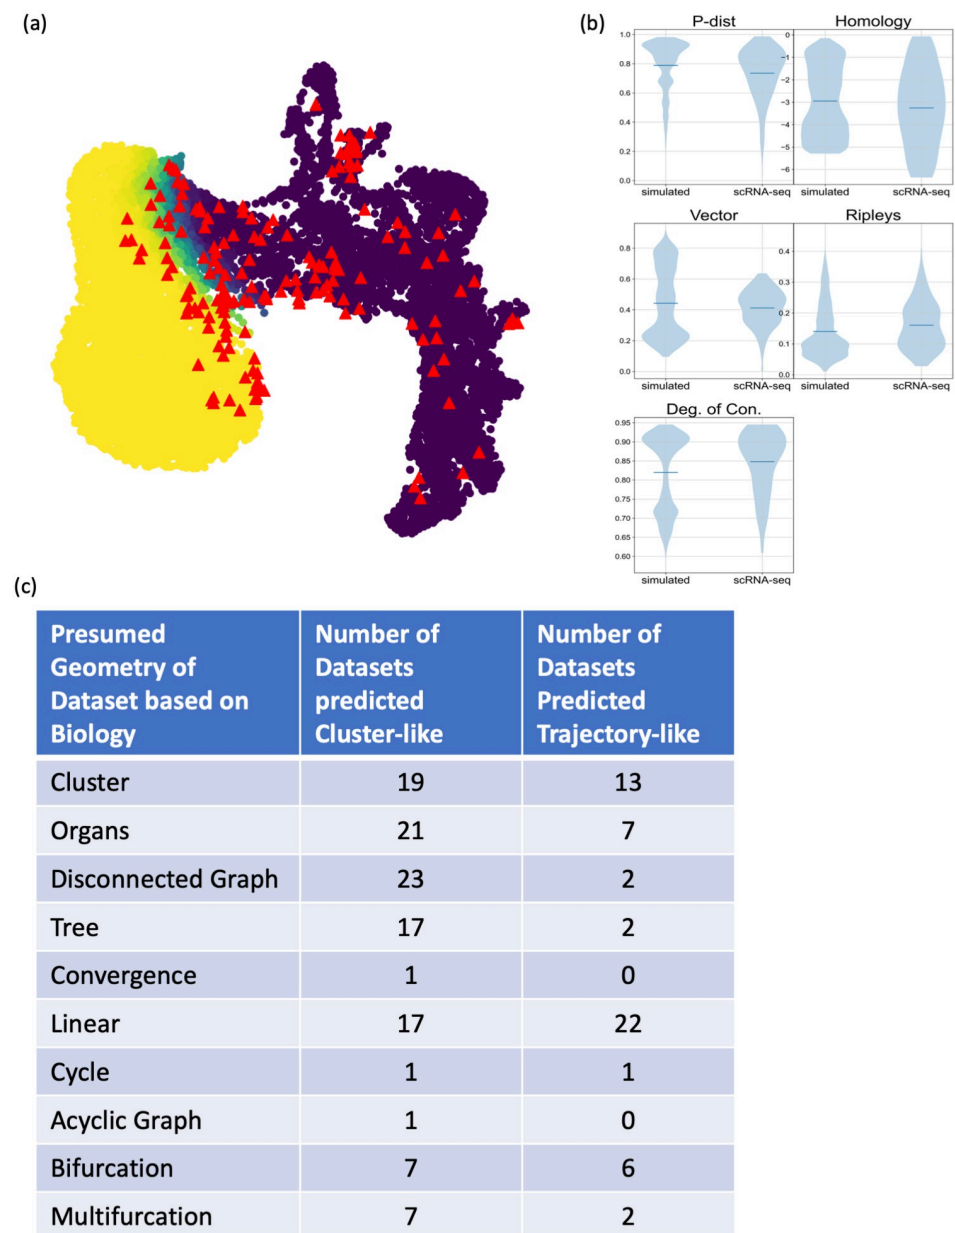 (a)
(b)
P-dist
1.0
0.8
0.6
0.4
0.2
0.0
simulated
scRNA-seq
Homology
0
−1
−2
−3
−4
−5
−6
simulated
scRNA-seq
Vector
0.8
0.6
0.4
0.2
0.0
simulated
scRNA-seq
Ripleys
0.4
0.3
0.2
0.1
0.0
simulated
scRNA-seq
Deg. of Con.
0.95
0.90
0.85
0.80
0.75
0.70
0.65
0.60
simulated
scRNA-seq
(c)
Presumed
Geometry of
Dataset based on
Biology
Number of
Datasets
predicted
Cluster-like
Number of
Datasets
Predicted
Trajectory-like
Cluster 19 13
Organs 21 7
Disconnected Graph 23 2
Tree 17 2
Convergence 1 0
Linear 17 22
Cycle 1 1
Acyclic Graph 1 0
Bifurcation 7 6
Multifurcation 7 2